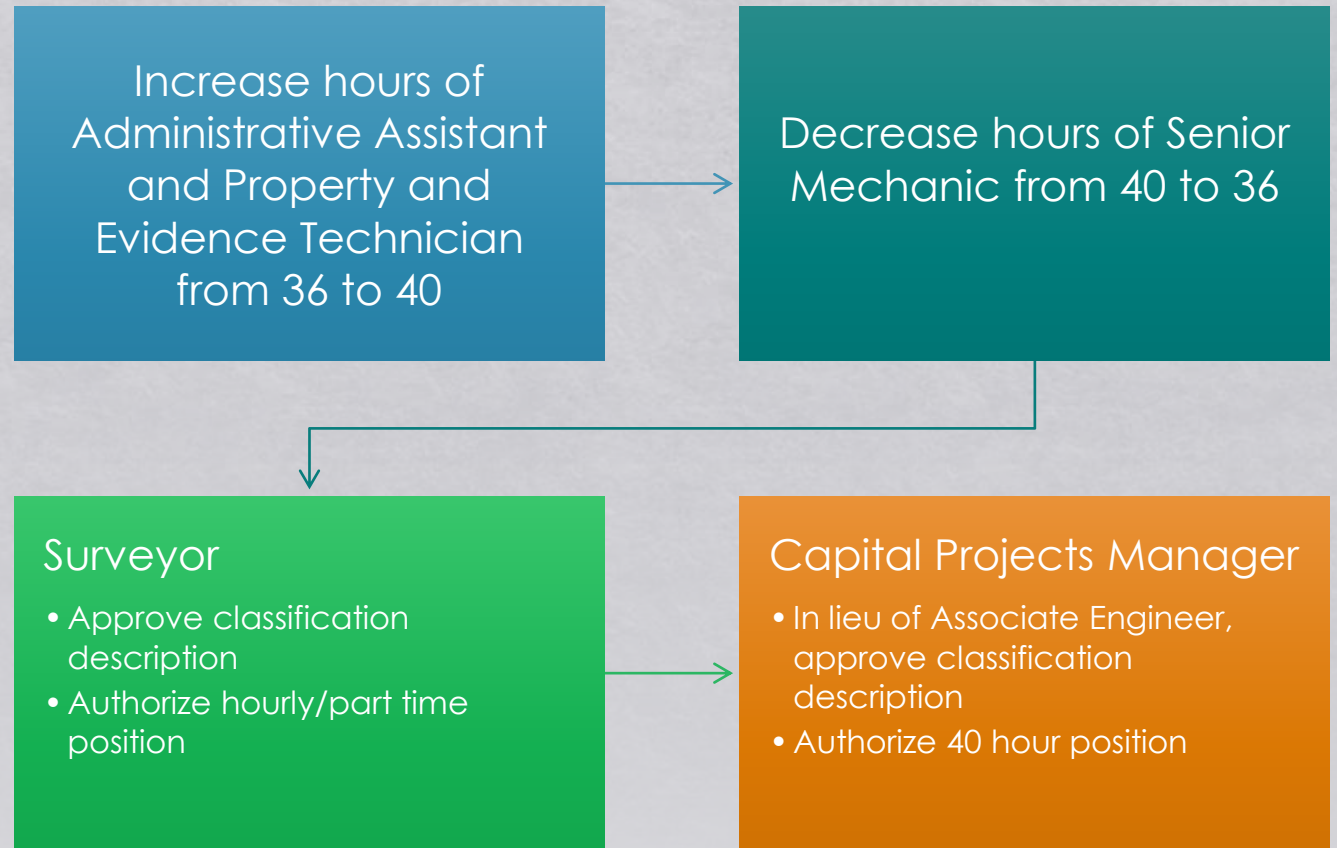 Increase hours of
Administrative Assistant
and Property and
Evidence Technician
from 36 to 40
Decrease hours of Senior
Mechanic from 40 to 36
Surveyor
• Approve classification
description
• Authorize hourly/part time
position
Capital Projects Manager
• In lieu of Associate Engineer,
approve classification
description
• Authorize 40 hour position